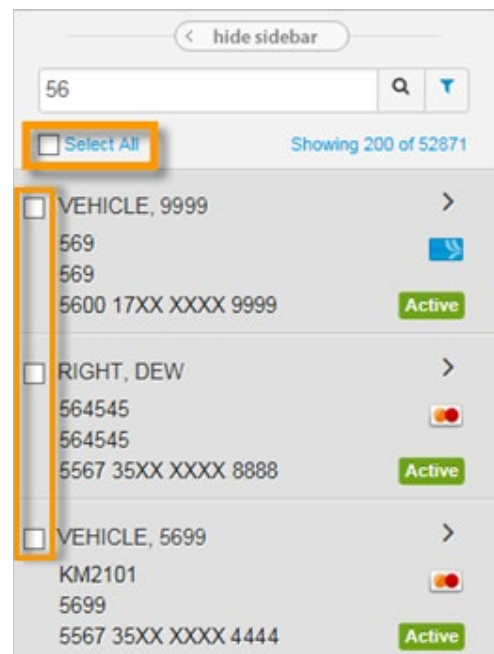 hide sidebar
56
Select All Showing 200 of 52871
VEHICLE, 9999
569
569
5600 17XX XXXX 9999 Active
RIGHT, DEW
564545
564545
5567 35XX XXXX 8888 Active
VEHICLE, 5699
KM2101
5699
5567 35XX XXXX 4444 Active